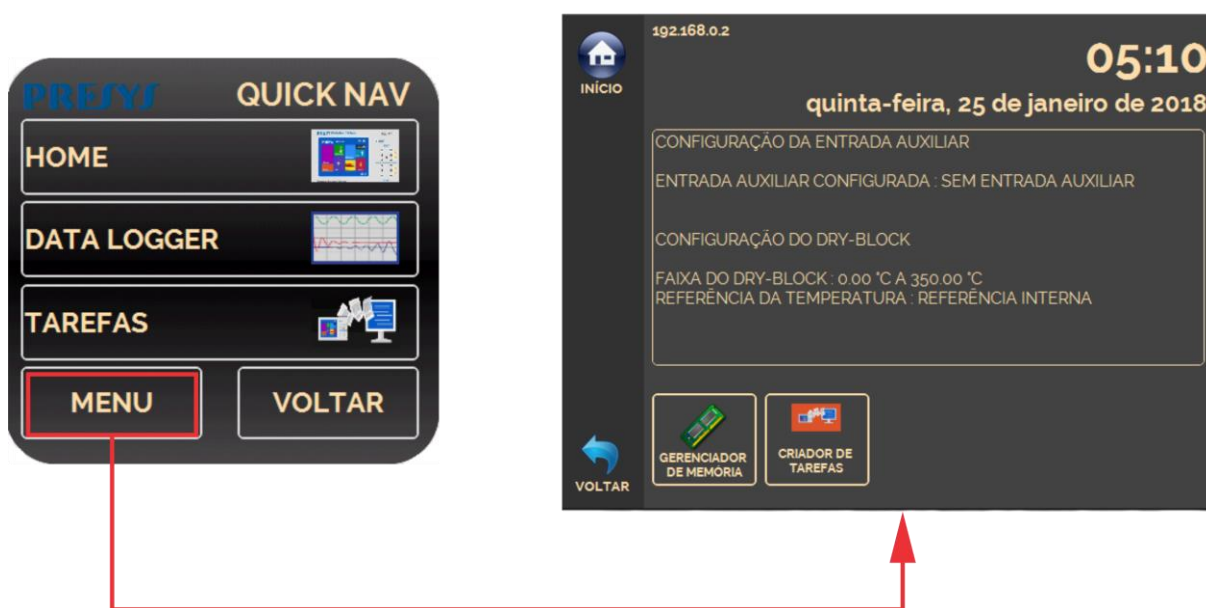 PRESYS QUICK NAV
HOME
DATA LOGGER
TAREFAS
MENU VOLTAR
192.168.0.2
INÍCIO
05:10
quinta-feira, 25 de janeiro de 2018
CONFIGURAÇÃO DA ENTRADA AUXILIAR
ENTRADA AUXILIAR CONFIGURADA : SEM ENTRADA AUXILIAR
CONFIGURAÇÃO DO DRY-BLOCK
FAIXA DO DRY-BLOCK : 0.00 °C A 350.00 °C
REFERÊNCIA DA TEMPERATURA : REFERÊNCIA INTERNA
GERENCIADOR
DE MEMÓRIA
CRIADOR DE
TAREFAS
VOLTAR